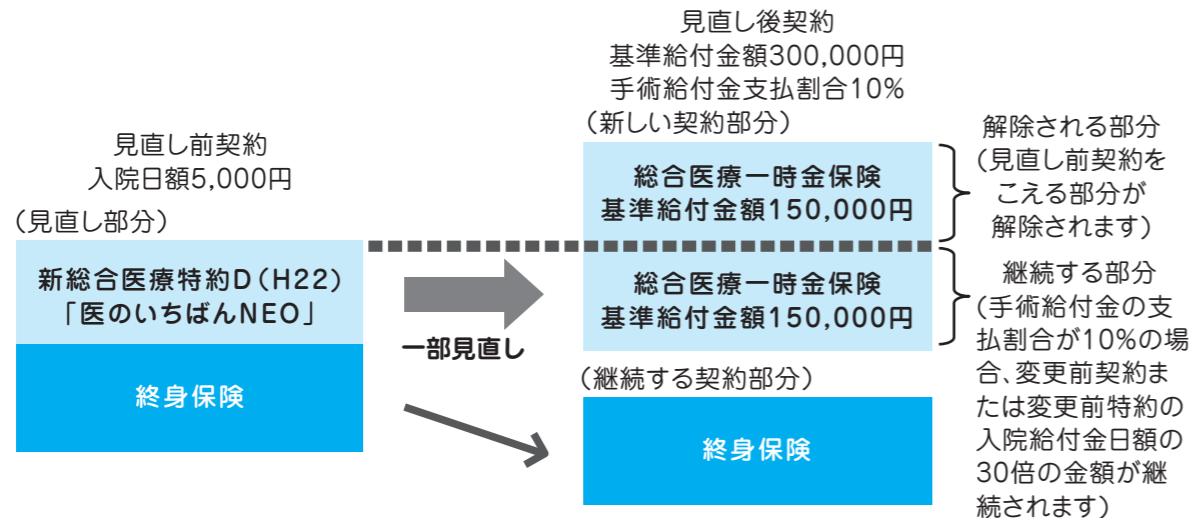 見直し前契約
入院日額5,000円
(見直し部分)
新総合医療特約D(H22)
「医のいちばんNEO」
終身保険
一部見直し
見直し後契約
基準給付金額300,000円
手術給付金支払割合10%
(新しい契約部分)
総合医療一時金保険
基準給付金額150,000円
総合医療一時金保険
基準給付金額150,000円
(継続する契約部分)
終身保険
解除される部分
(見直し前契約を
こえる部分が
解除されます)
継続する部分
(手術給付金の支
払割合が10%の場
合、変更前契約ま
たは変更前特約の
入院給付金日額の
30倍の金額が継
続されます)